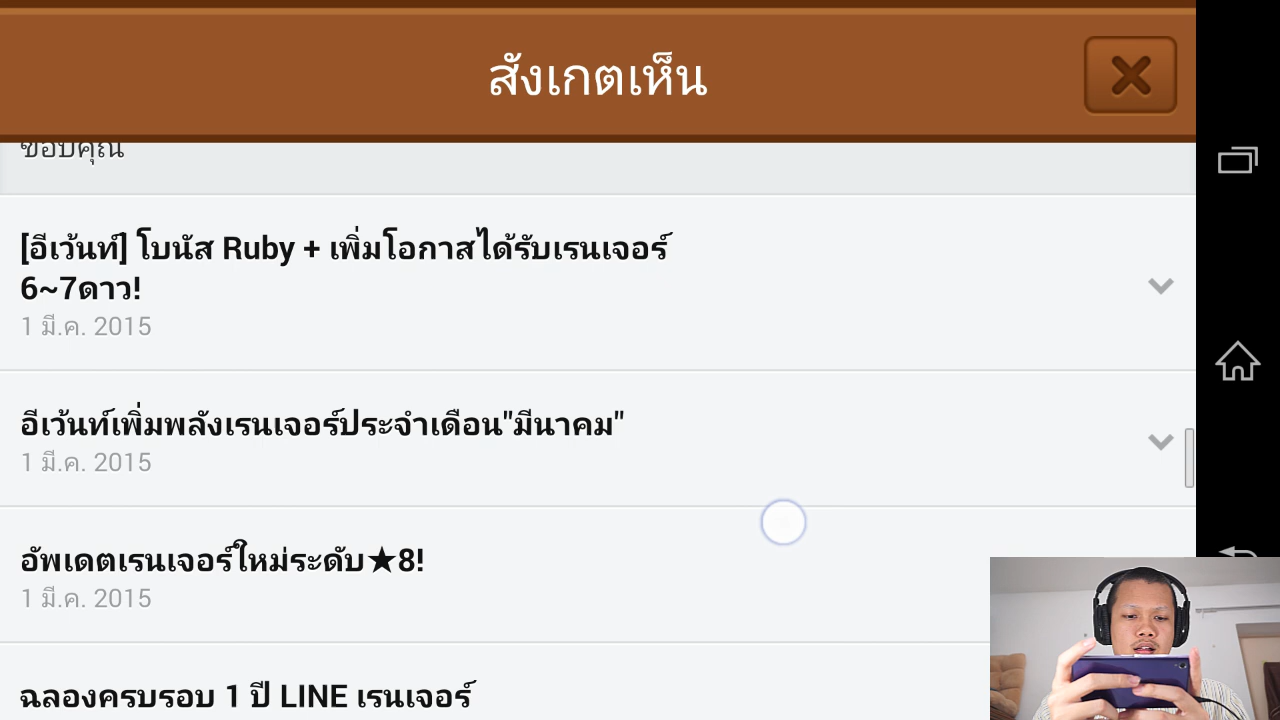 สังเกตเห็น
ขอบคุณ
[อีเว้นท์] โบนัส Ruby + เพิ่มโอกาสได้รับเรนเจอร์
6~7ดาว!
1 มี.ค. 2015
อีเว้นท์เพิ่มพลังเรนเจอร์ประจำเดือน"มีนาคม"
1 มี.ค. 2015
อัพเดตเรนเจอร์ใหม่ระดับ★8!
1 มี.ค. 2015
ฉลองครบรอบ 1 ปี LINE เรนเจอร์